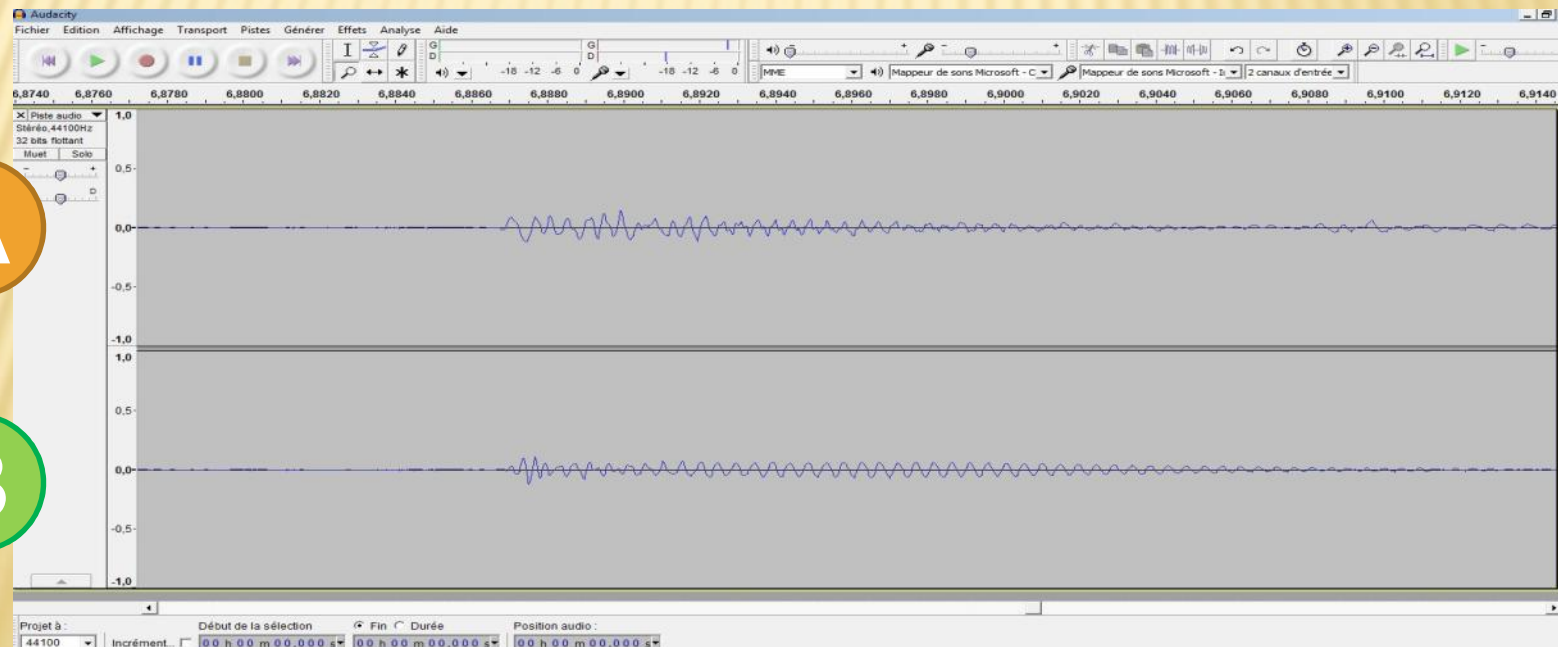 Audacity
Fichier Edition Affichage Transport Pistes Générer Effets Analyse Aide
G
D
-18 -12 -6 0
G
D
-18 -12 -6 0
MME
Mappeur de sons Microsoft - C
Mappeur de sons Microsoft - I
2 canaux d'entrée
6,8740 6,8760 6,8780 6,8800 6,8820 6,8840 6,8860 6,8880 6,8900 6,8920 6,8940 6,8960 6,8980 6,9000 6,9020 6,9040 6,9060 6,9080 6,9100 6,9120 6,9140
Piste audio
Stéréo,44100Hz
32 bits flottant
Muet Solo
- +
D
1,0
0,5-
0,0-
-0,5-
-1,0
A
1,0
0,5-
0,0-
-0,5-
-1,0
B
Projet à : Début de la sélection Fin Durée Position audio :
44100 Incrément... 00 h 00 m 00.000 s 00 h 00 m 00.000 s 00 h 00 m 00.000 s